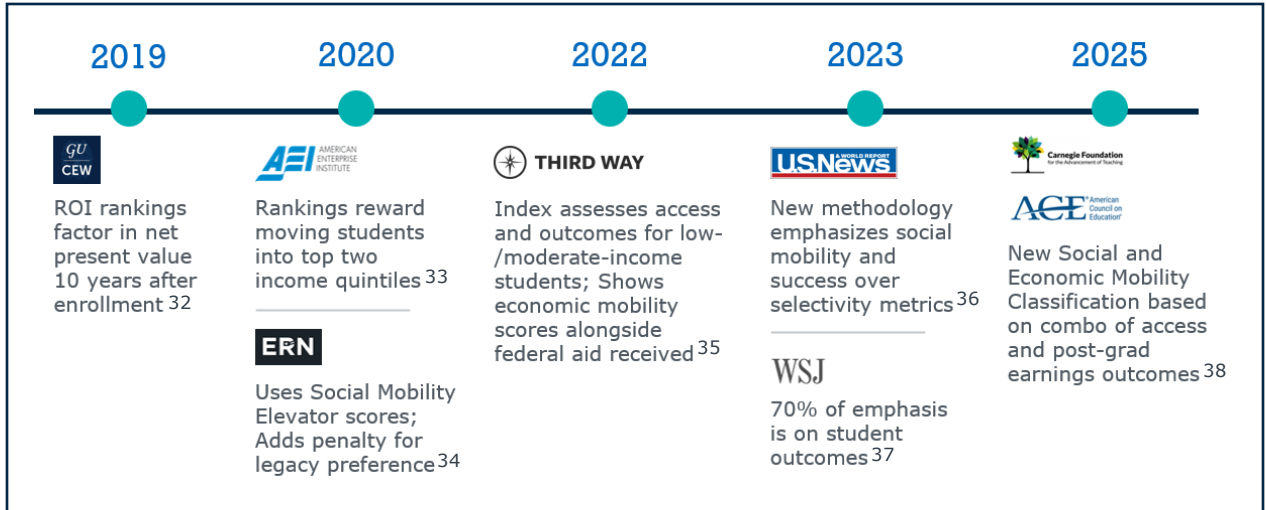 2019
2020
2022
2023
2025
GU
CEW
ROI rankings
factor in net
present value
10 years after
enrollment 32
AEI AMERICAN
ENTERPRISE
INSTITUTE
Rankings reward
moving students
into top two
income quintiles 33
ERN
Uses Social Mobility
Elevator scores;
Adds penalty for
legacy preference 34
THIRD WAY
Index assesses access
and outcomes for low-
/moderate-income
students; Shows
economic mobility
scores alongside
federal aid received 35
U.S.News & WORLD REPORT
New methodology
emphasizes social
mobility and
success over
selectivity metrics 36
WSJ
70% of emphasis
is on student
outcomes 37
Carnegie Foundation
for the Advancement of Teaching
ACE American
Council on
Education®
New Social and
Economic Mobility
Classification based
on combo of access
and post-grad
earnings outcomes 38